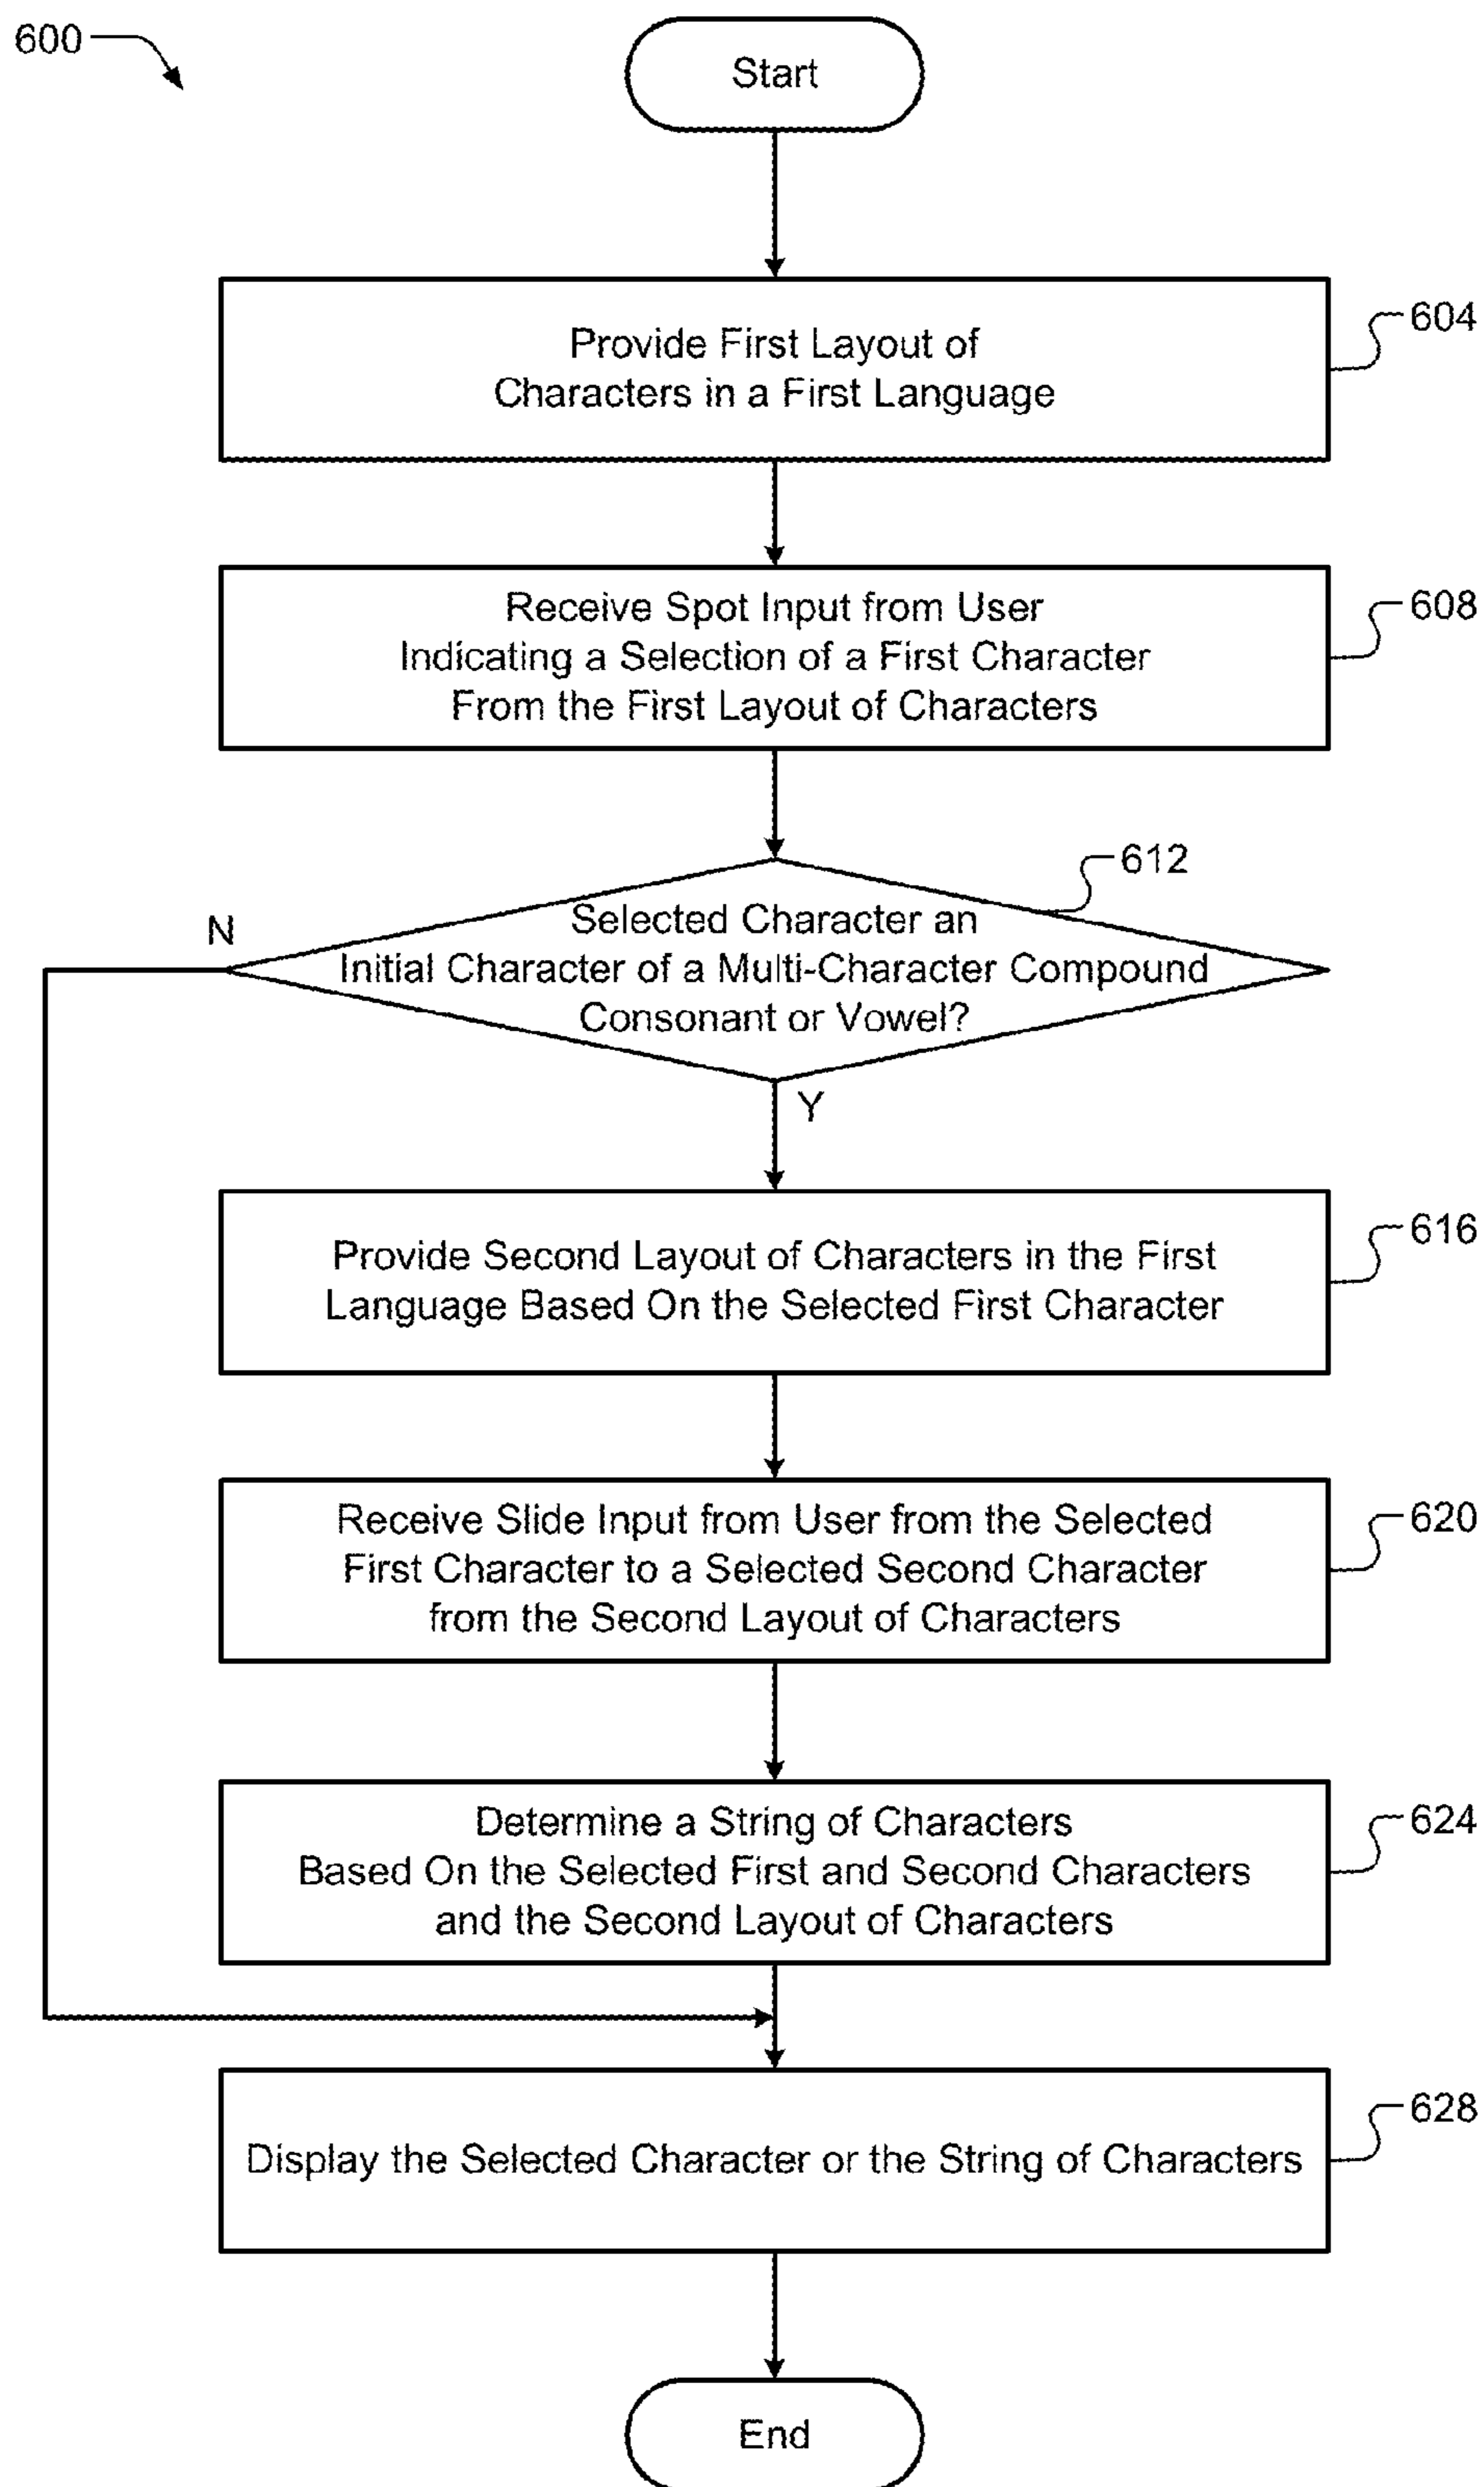 600
Start
Provide First Layout of
Characters in a First Language
604
Receive Spot Input from User
Indicating a Selection of a First Character
From the First Layout of Characters
608
612
N
Selected Character an
Initial Character of a Multi-Character Compound
Consonant or Vowel?
Y
Provide Second Layout of Characters in the First
Language Based On the Selected First Character
616
Receive Slide Input from User from the Selected
First Character to a Selected Second Character
from the Second Layout of Characters
620
Determine a String of Characters
Based On the Selected First and Second Characters
and the Second Layout of Characters
624
Display the Selected Character or the String of Characters
628
End